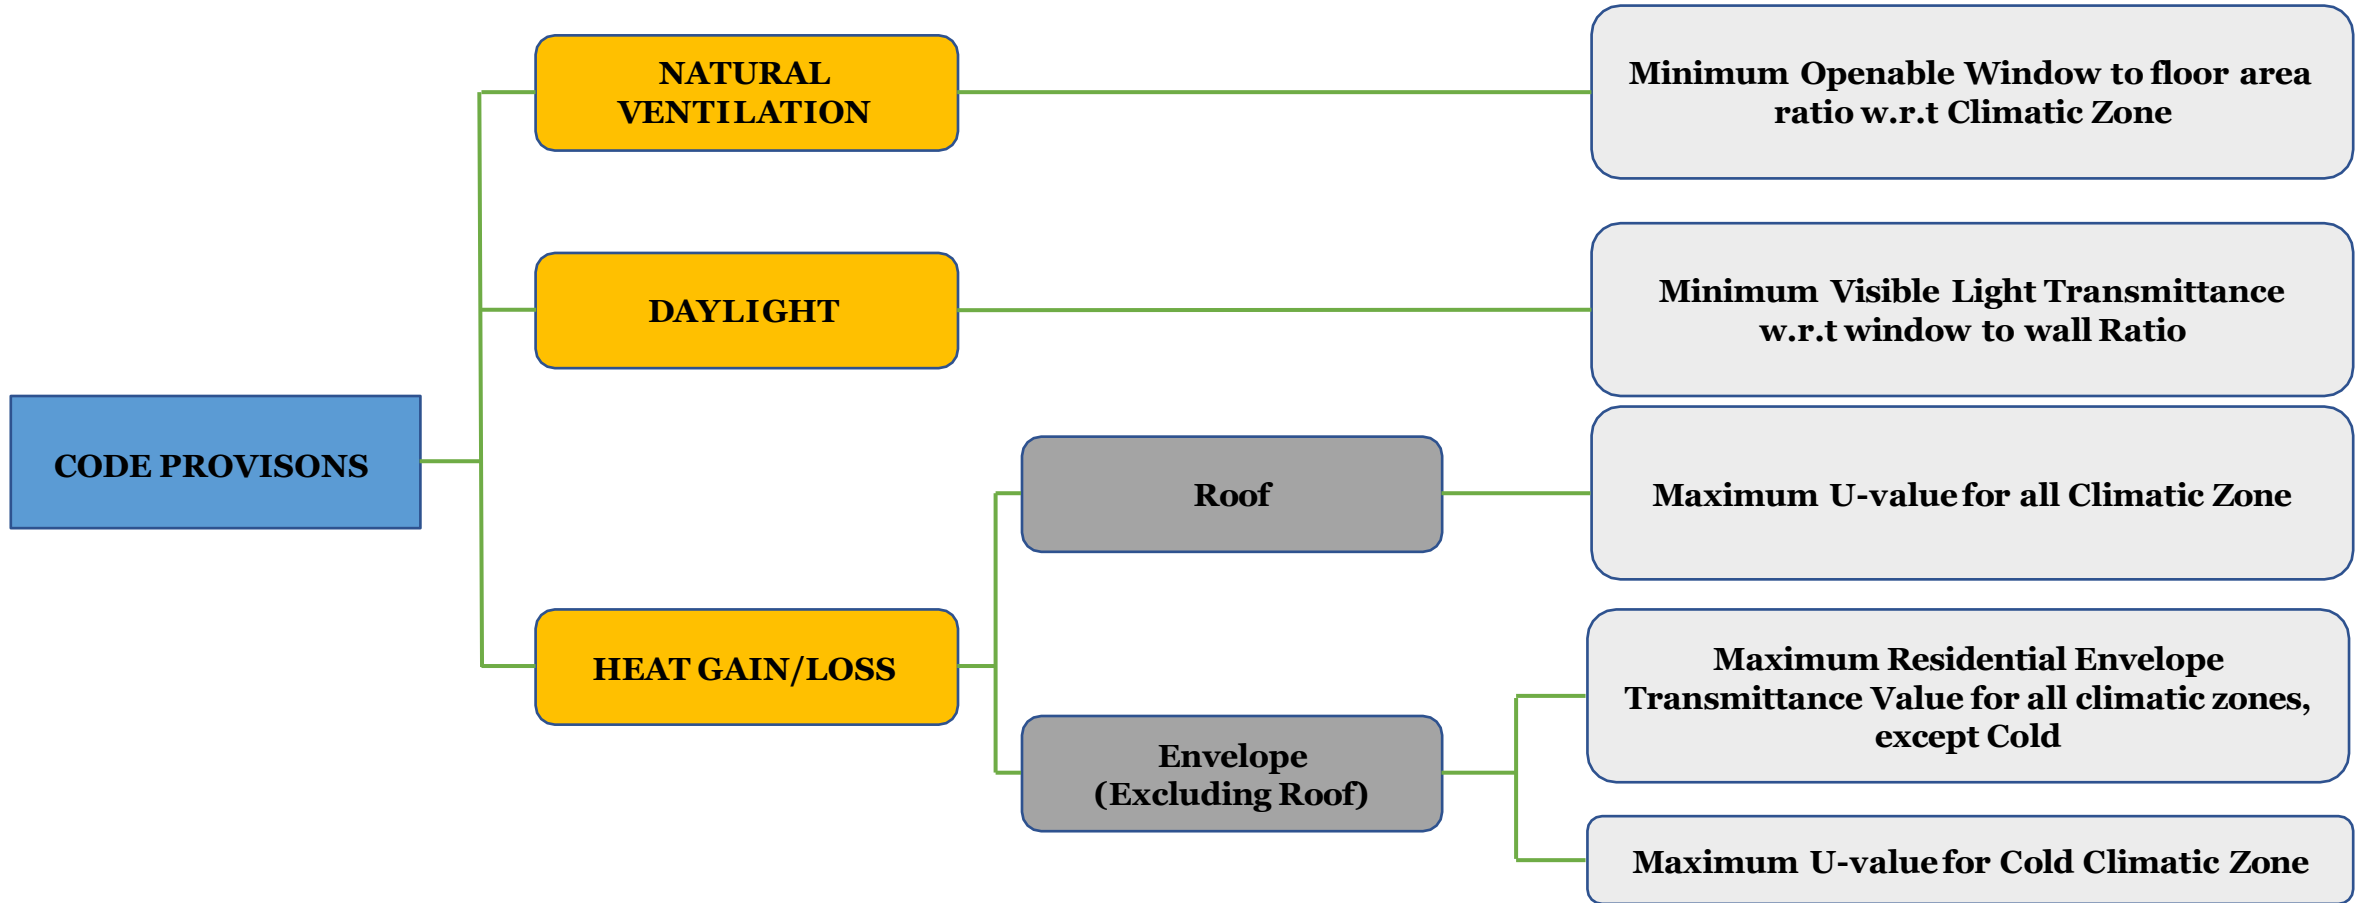 NATURAL
VENTILATION
Minimum Openable Window to floor area
ratio w.r.t Climatic Zone
DAYLIGHT
Minimum Visible Light Transmittance
w.r.t window to wall Ratio
CODE PROVISONS
Roof
Maximum U-value for all Climatic Zone
HEAT GAIN/LOSS
Envelope
(Excluding Roof)
Maximum Residential Envelope
Transmittance Value for all climatic zones,
except Cold
Maximum U-value for Cold Climatic Zone